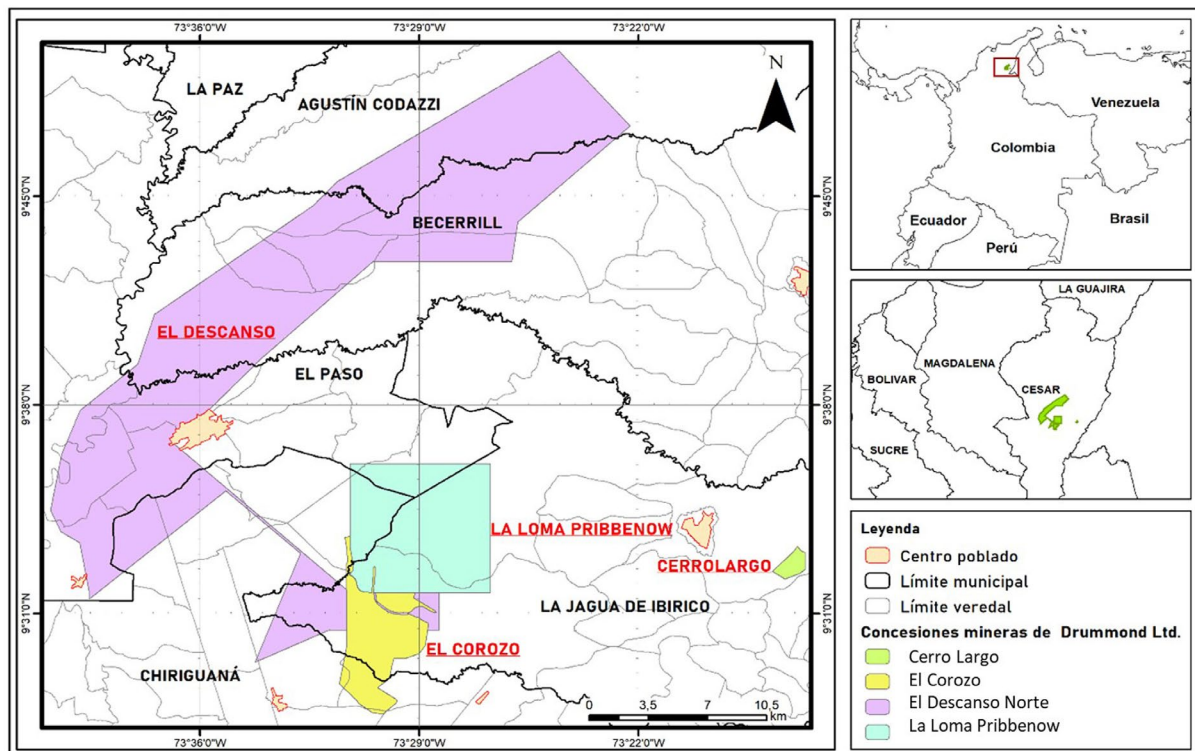 73°36'0"W 73°29'0"W 73°22'0"W
N
LA PAZ
AGUSTÍN CODAZZI
9°45'0"N 9°45'0"N
BECERRILL
EL DESCANSO
EL PASO
9°38'0"N 9°38'0"N
LA LOMA PRIBBENOW
CERROLARGO
LA JAGUA DE IBIRICO
9°31'0"N 9°31'0"N
EL COROZO
CHIRIGUANÁ
0 3,5 7 10,5
km
73°36'0"W 73°29'0"W 73°22'0"W
Venezuela
Colombia
Ecuador
Brasil
Perú
LA GUAJIRA
MAGDALENA
BOLIVAR
CESAR
SUCRE
Leyenda
Centro poblado
Límite municipal
Límite veredal
Concesiones mineras de Drummond Ltd.
Cerro Largo
El Corozo
El Descanso Norte
La Loma Pribbenow